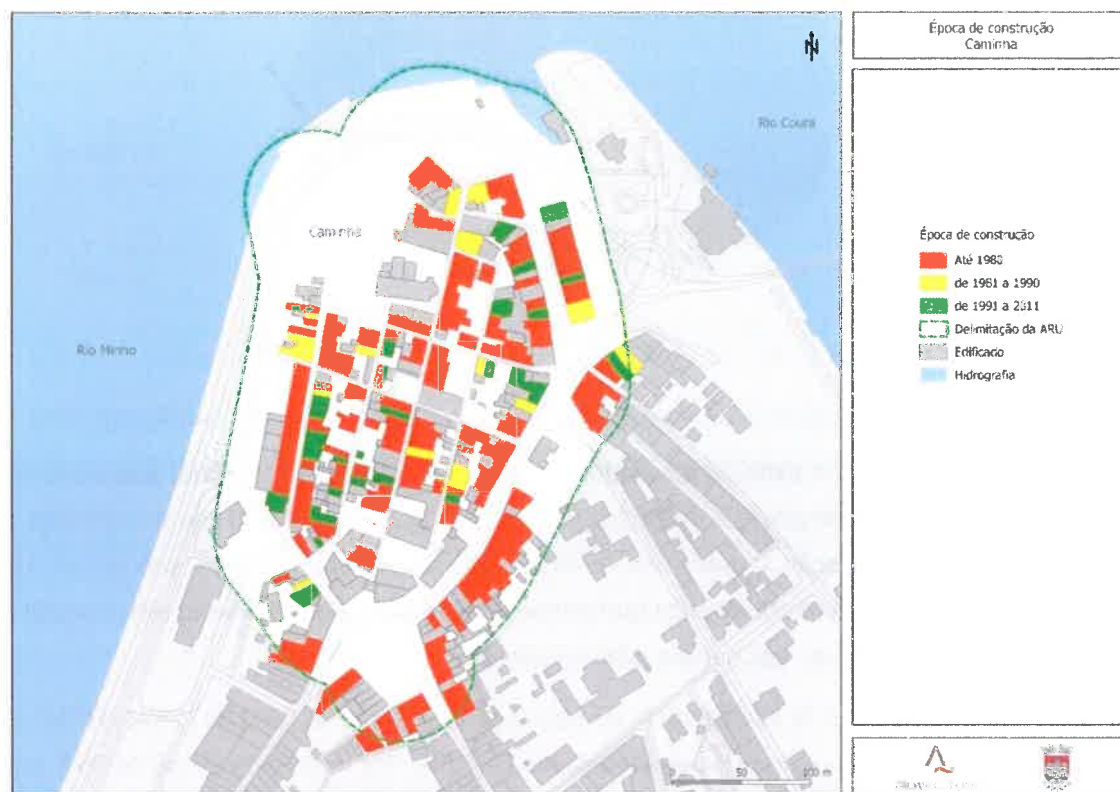 Época de construção
Caminha
N
Rio Coura
Caminha
Rio Minho
Época de construção
Até 1980
de 1981 a 1990
de 1991 a 2011
Delimitação da ARU
Edificado
Hidrografia
0 50 100 m